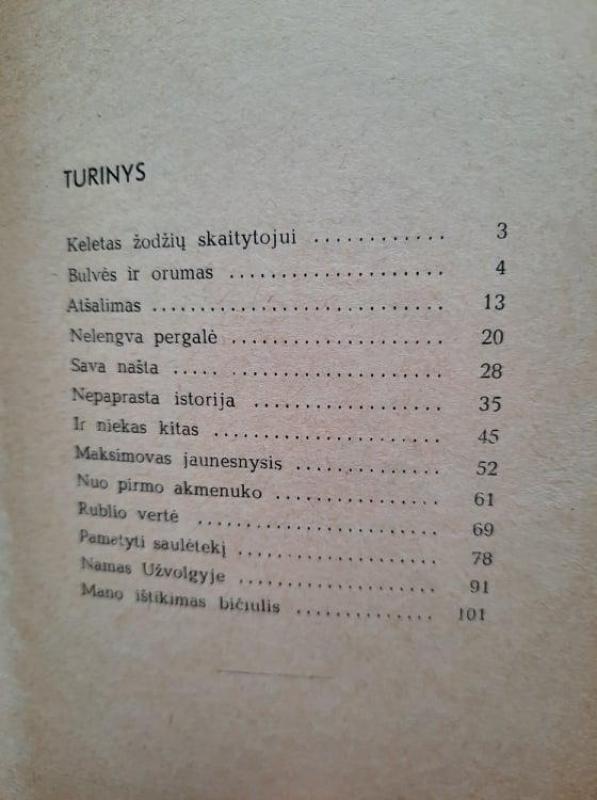 TURINYS
Keletas žodžių skaitytojui ............ 3
Bulvės ir orumas ..................... 4
Atšalimas ............................. 13
Nelengva pergalė ..................... 20
Sava našta ..... ..................... 28
Nepaprasta istorija ................... 35
Ir niekas kitas ....................... 45
Maksimovas jaunesnysis ............... 52
Nuo pirmo akmenuko ................. 61
Rublio vertė ......................... 69
Pamatyti saulėtekį .................... 78
Namas Užvolgyje .................... 91
Mano ištikimas bičiulis .............. 101